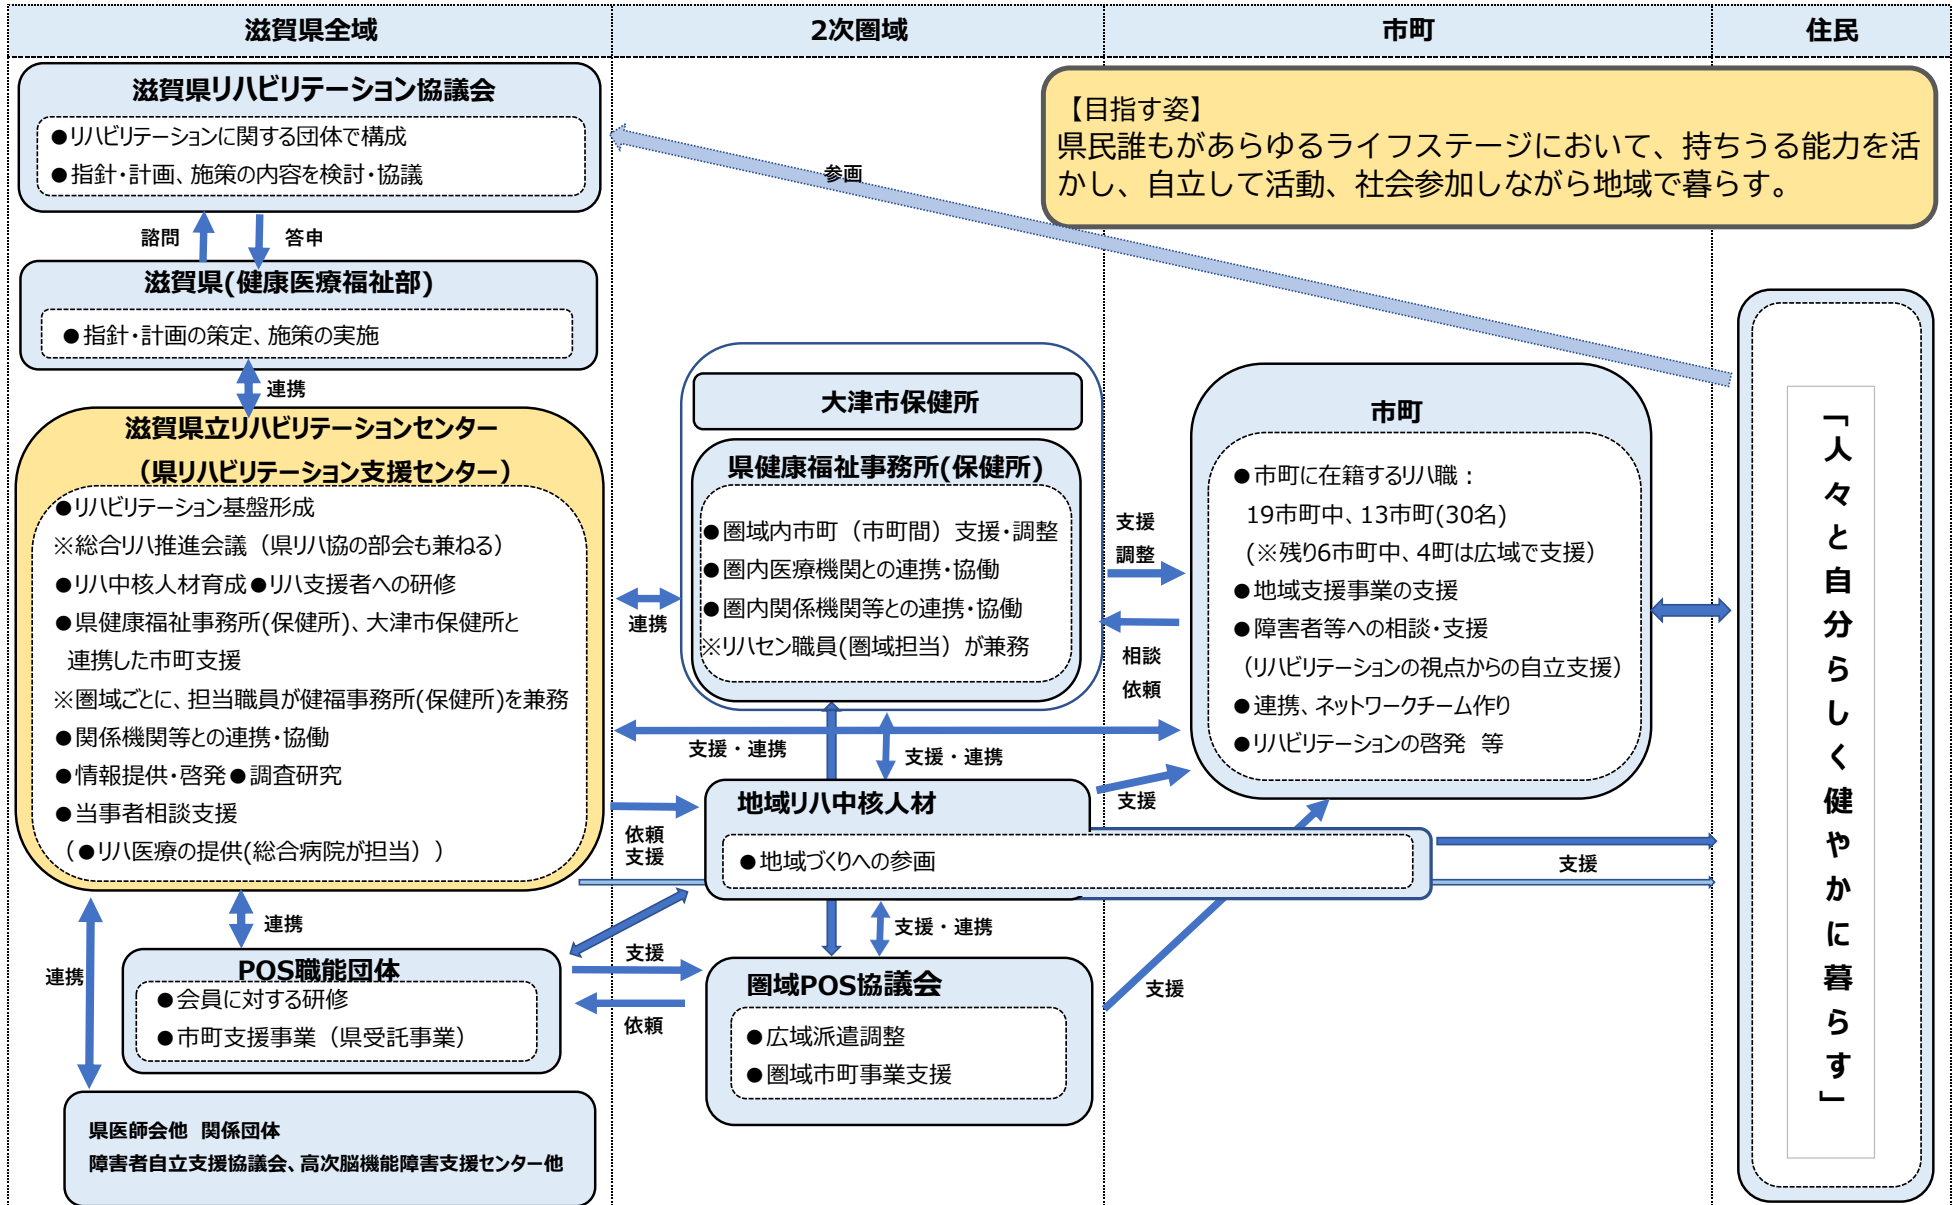 滋賀県全域
2次圏域
市町
住民
滋賀県リハビリテーション協議会
●リハビリテーションに関する団体で構成
●指針・計画、施策の内容を検討・協議
諮問
答申
滋賀県(健康医療福祉部)
●指針・計画の策定、施策の実施
連携
滋賀県立リハビリテーションセンター
（県リハビリテーション支援センター）
●リハビリテーション基盤形成
※総合リハ推進会議（県リハ協の部会も兼ねる）
●リハ中核人材育成●リハ支援者への研修
●県健康福祉事務所(保健所)、大津市保健所と
連携した市町支援
※圏域ごとに、担当職員が健福事務所(保健所)を兼務
●関係機関等との連携・協働
●情報提供・啓発●調査研究
●当事者相談支援
（●リハ医療の提供(総合病院が担当））
連携
連携
POS職能団体
●会員に対する研修
●市町支援事業（県受託事業）
県医師会他 関係団体
障害者自立支援協議会、高次脳機能障害支援センター他
参画
【目指す姿】
県民誰もがあらゆるライフステージにおいて、持ちうる能力を活
かし、自立して活動、社会参加しながら地域で暮らす。
大津市保健所
県健康福祉事務所(保健所)
●圏域内市町（市町間）支援・調整
●圏内医療機関との連携・協働
●圏内関係機関等との連携・協働
※リハセン職員(圏域担当）が兼務
連携
支援・連携
支援・連携
依頼
支援
地域リハ中核人材
●地域づくりへの参画
支援・連携
支援
依頼
圏域POS協議会
●広域派遣調整
●圏域市町事業支援
支援
調整
相談
依頼
支援
支援
支援
市町
●市町に在籍するリハ職：
19市町中、13市町(30名)
(※残り6市町中、4町は広域で支援）
●地域支援事業の支援
●障害者等への相談・支援
（リハビリテーションの視点からの自立支援）
●連携、ネットワークチーム作り
●リハビリテーションの啓発 等
「人々と自分らしく健やかに暮らす」